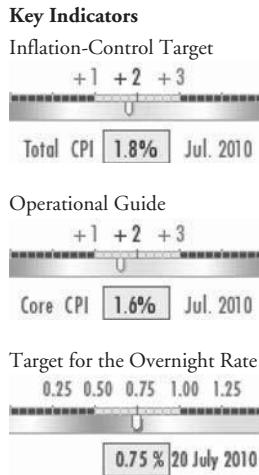 Key Indicators
Inflation-Control Target
+1 +2 +3
Total CPI 1.8% Jul. 2010
Operational Guide
+1 +2 +3
Core CPI 1.6% Jul. 2010
Target for the Overnight Rate
0.25 0.50 0.75 1.00 1.25
0.75 % 20 July 2010